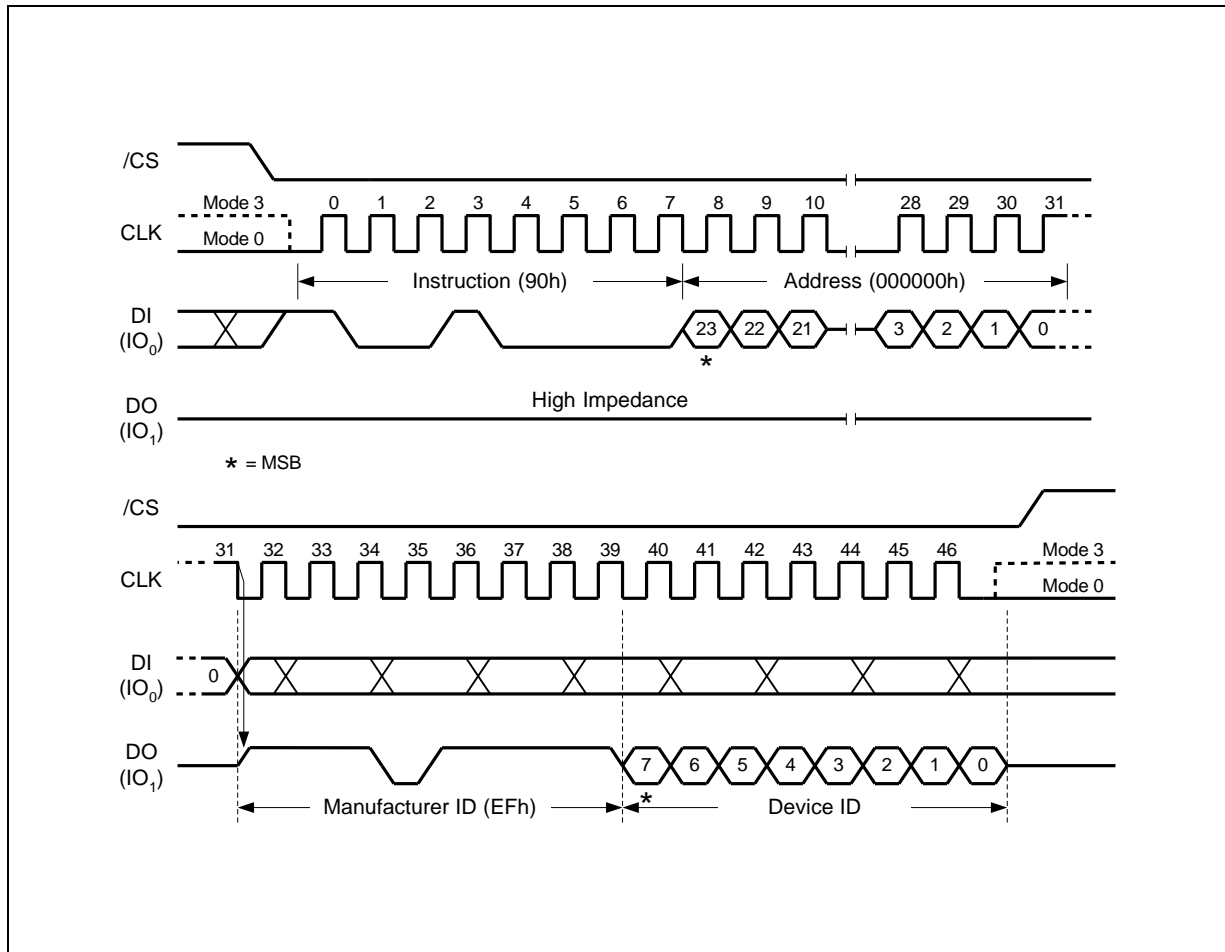 /CS
Mode 3 0 1 2 3 4 5 6 7 8 9 10 28 29 30 31
CLK Mode 0
Instruction (90h) Address (000000h)
DI 23 22 21 3 2 1 0
(IO₀)
*
DO High Impedance
(IO₁)
* = MSB
/CS
31 32 33 34 35 36 37 38 39 40 41 42 43 44 45 46 Mode 3
CLK Mode 0
DI 0
(IO₀)
DO 7 6 5 4 3 2 1 0
(IO₁)
*
Manufacturer ID (EFh) Device ID